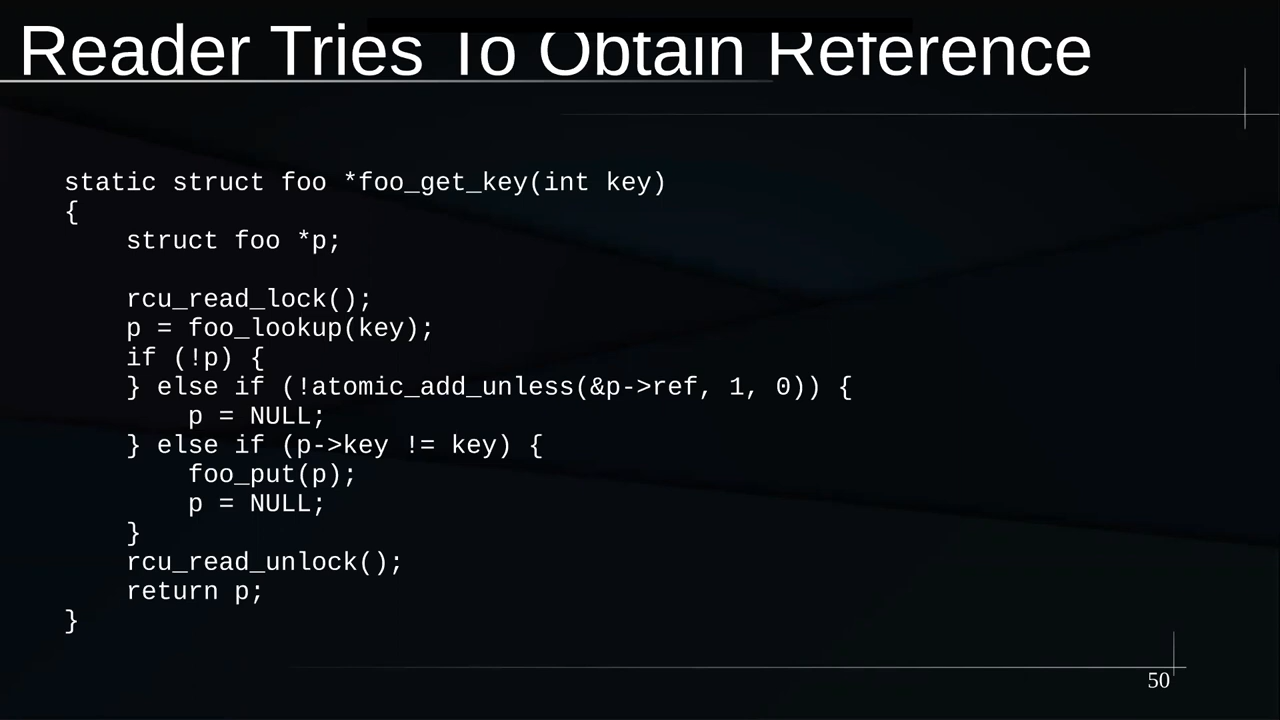 Reader Tries To Obtain Reference
static struct foo *foo_get_key(int key)
{
    struct foo *p;

    rcu_read_lock();
    p = foo_lookup(key);
    if (!p) {
    } else if (!atomic_add_unless(&p->ref, 1, 0)) {
        p = NULL;
    } else if (p->key != key) {
        foo_put(p);
        p = NULL;
    }
    rcu_read_unlock();
    return p;
}
50